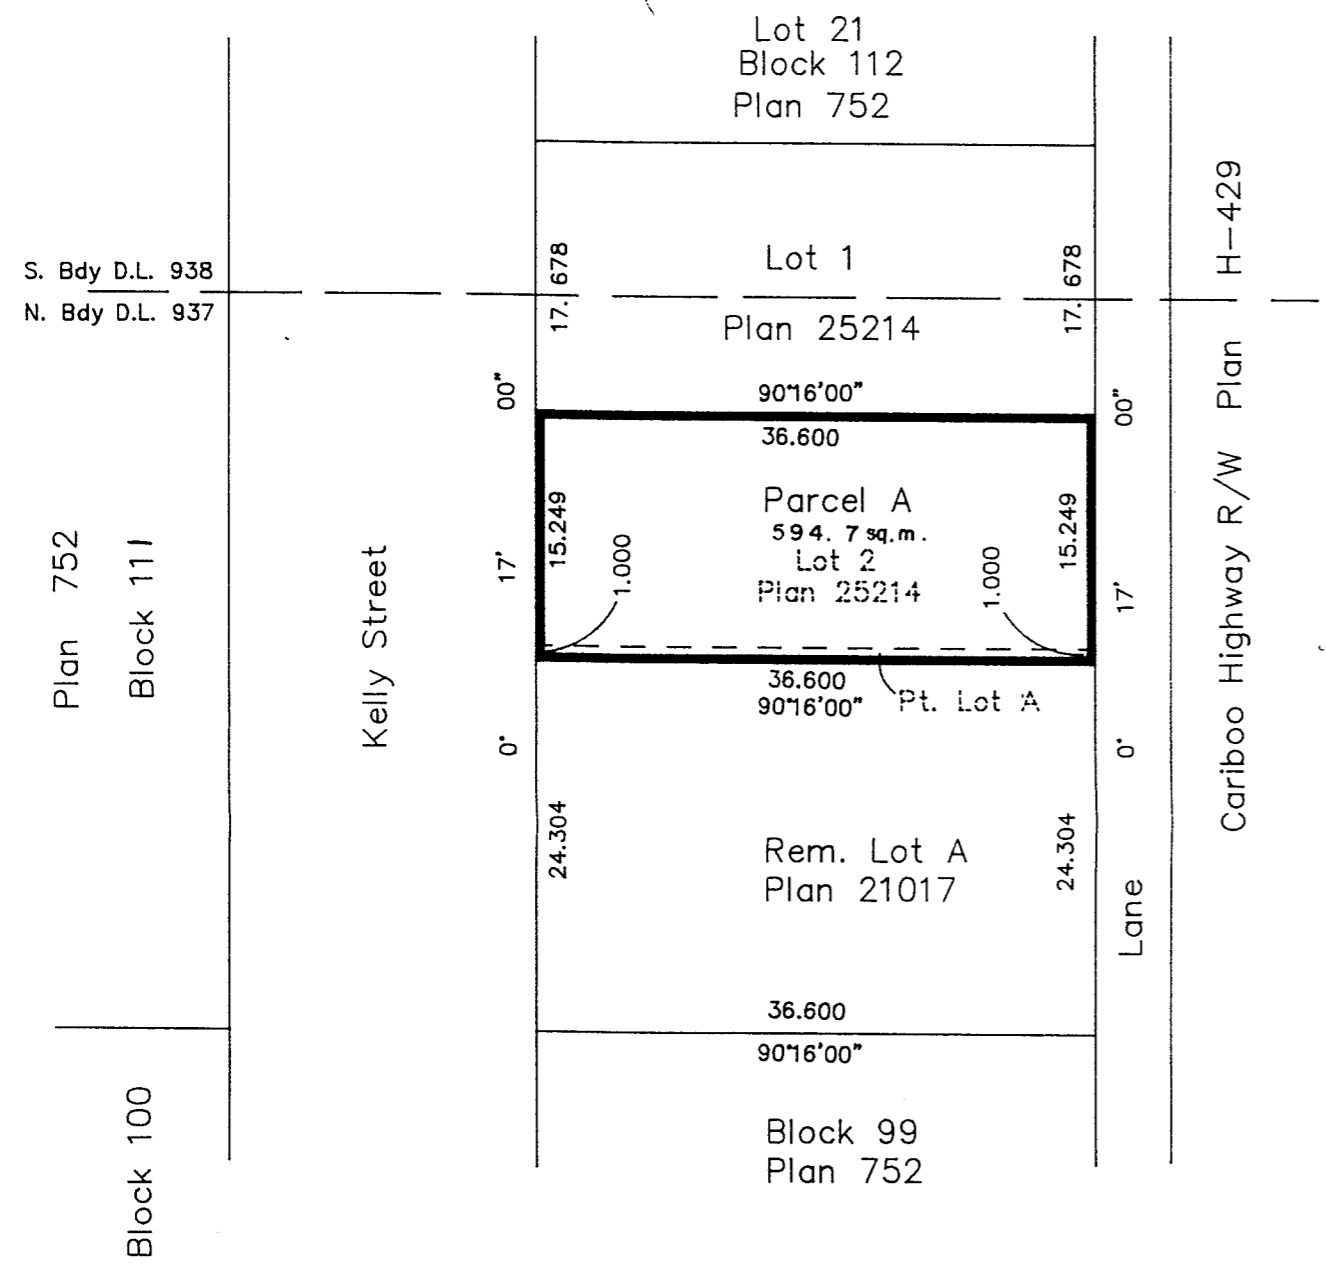 Lot 21
Block 112
Plan 752
S. Bdy D.L. 938
N. Bdy D.L. 937
17.678
Lot 1
17.678
Plan 25214
H-429
Cariboo Highway R/W Plan
00"
90°16'00"
00"
36.600
15.249
Parcel A
15.249
594.7 sq.m.
Lot 2
Plan 25214
1.000
1.000
17'
17'
Plan 752
Block 111
Kelly Street
36.600
90°16'00"
Pt. Lot A
0°
0°
24.304
Rem. Lot A
Plan 21017
24.304
Lane
36.600
90°16'00"
Block 100
Block 99
Plan 752